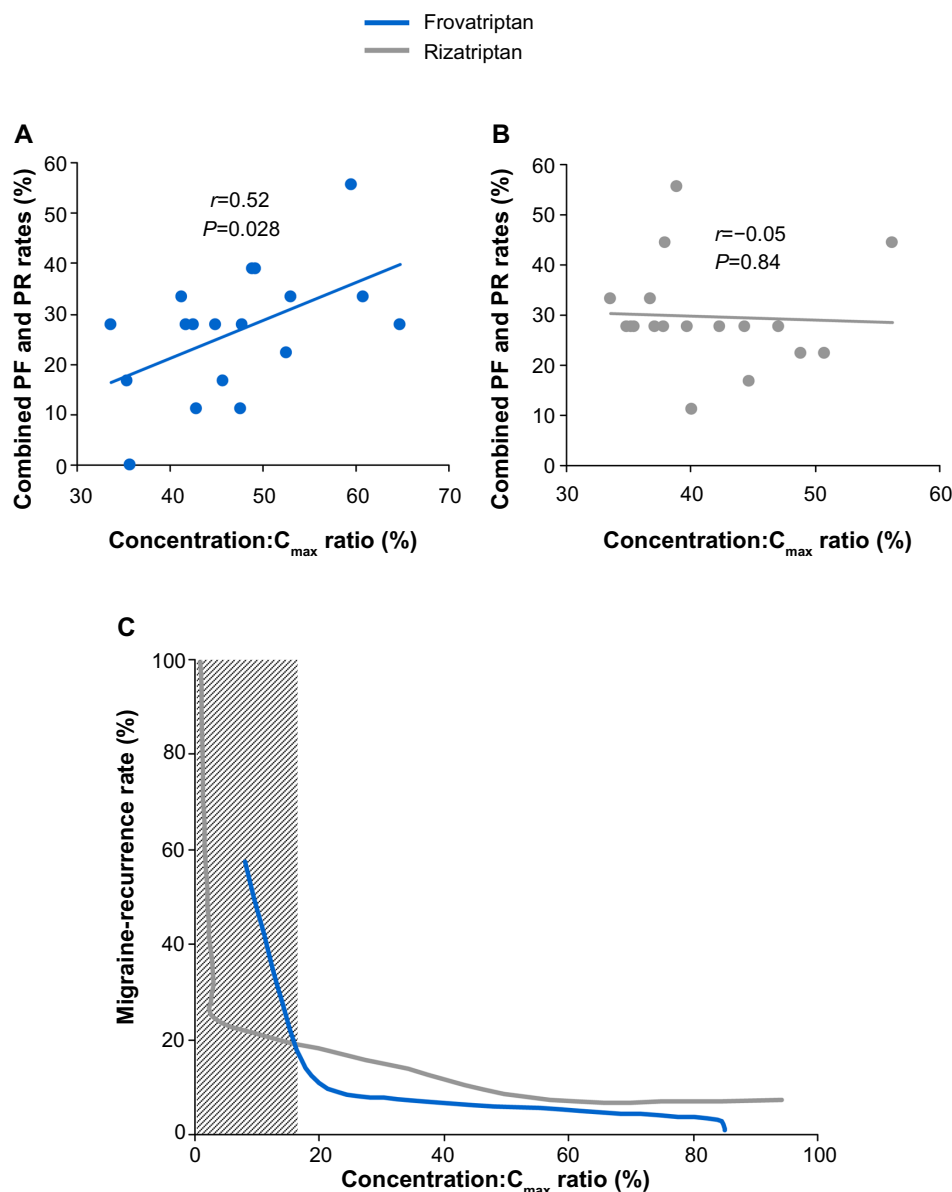 Frovatriptan
Rizatriptan
A
Combined PF and PR rates (%)
60
50
40
30
20
10
0
r=0.52
P=0.028
30 40 50 60 70
Concentration:Cmax ratio (%)
B
Combined PF and PR rates (%)
60
50
40
30
20
10
0
r=−0.05
P=0.84
30 40 50 60
Concentration:Cmax ratio (%)
C
Migraine-recurrence rate (%)
100
80
60
40
20
0
0 20 40 60 80 100
Concentration:Cmax ratio (%)